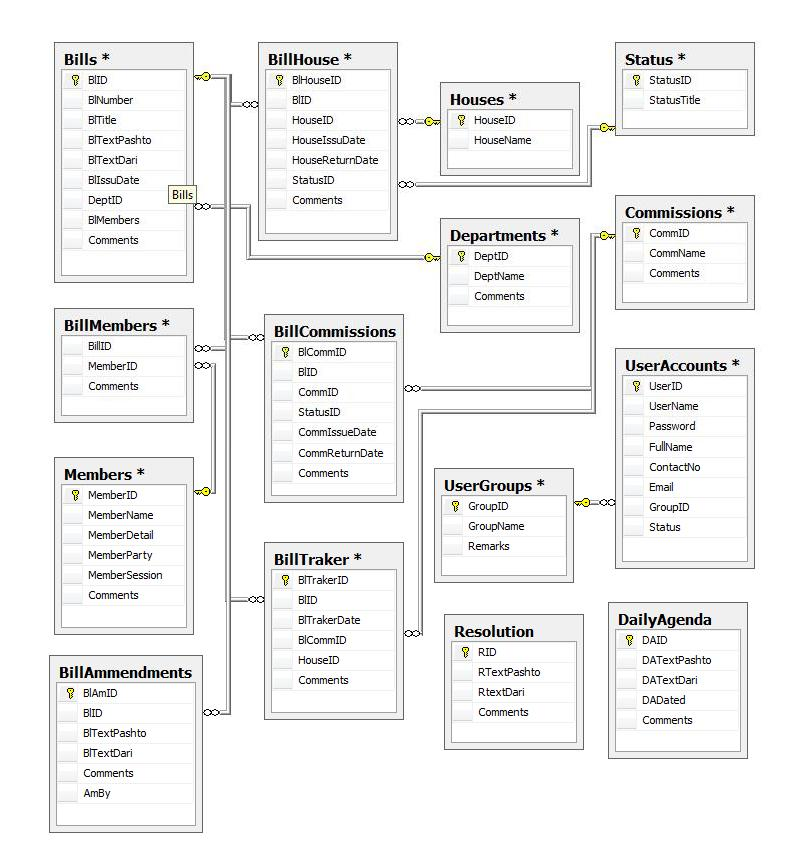 Bills *
BlID
BlNumber
BlTitle
BlTextPashto
BlTextDari
BlIssuDate
DeptID
BlMembers
Comments
Bills
BillHouse *
BlHouseID
BlID
HouseID
HouseIssuDate
HouseReturnDate
StatusID
Comments
Houses *
HouseID
HouseName
Status *
StatusID
StatusTitle
Departments *
DeptID
DeptName
Comments
Commissions *
CommID
CommName
Comments
BillMembers *
BillID
MemberID
Comments
BillCommissions
BlCommID
BlID
CommID
StatusID
CommIssueDate
CommReturnDate
Comments
UserAccounts *
UserID
UserName
Password
FullName
ContactNo
Email
GroupID
Status
Members *
MemberID
MemberName
MemberDetail
MemberParty
MemberSession
Comments
UserGroups *
GroupID
GroupName
Remarks
BillTraker *
BlTrakerID
BlID
BlTrakerDate
BlCommID
HouseID
Comments
Resolution
RID
RTextPashto
RtextDari
Comments
DailyAgenda
DAID
DATextPashto
DATextDari
DADated
Comments
BillAmmendments
BlAmID
BlID
BlTextPashto
BlTextDari
Comments
AmBy